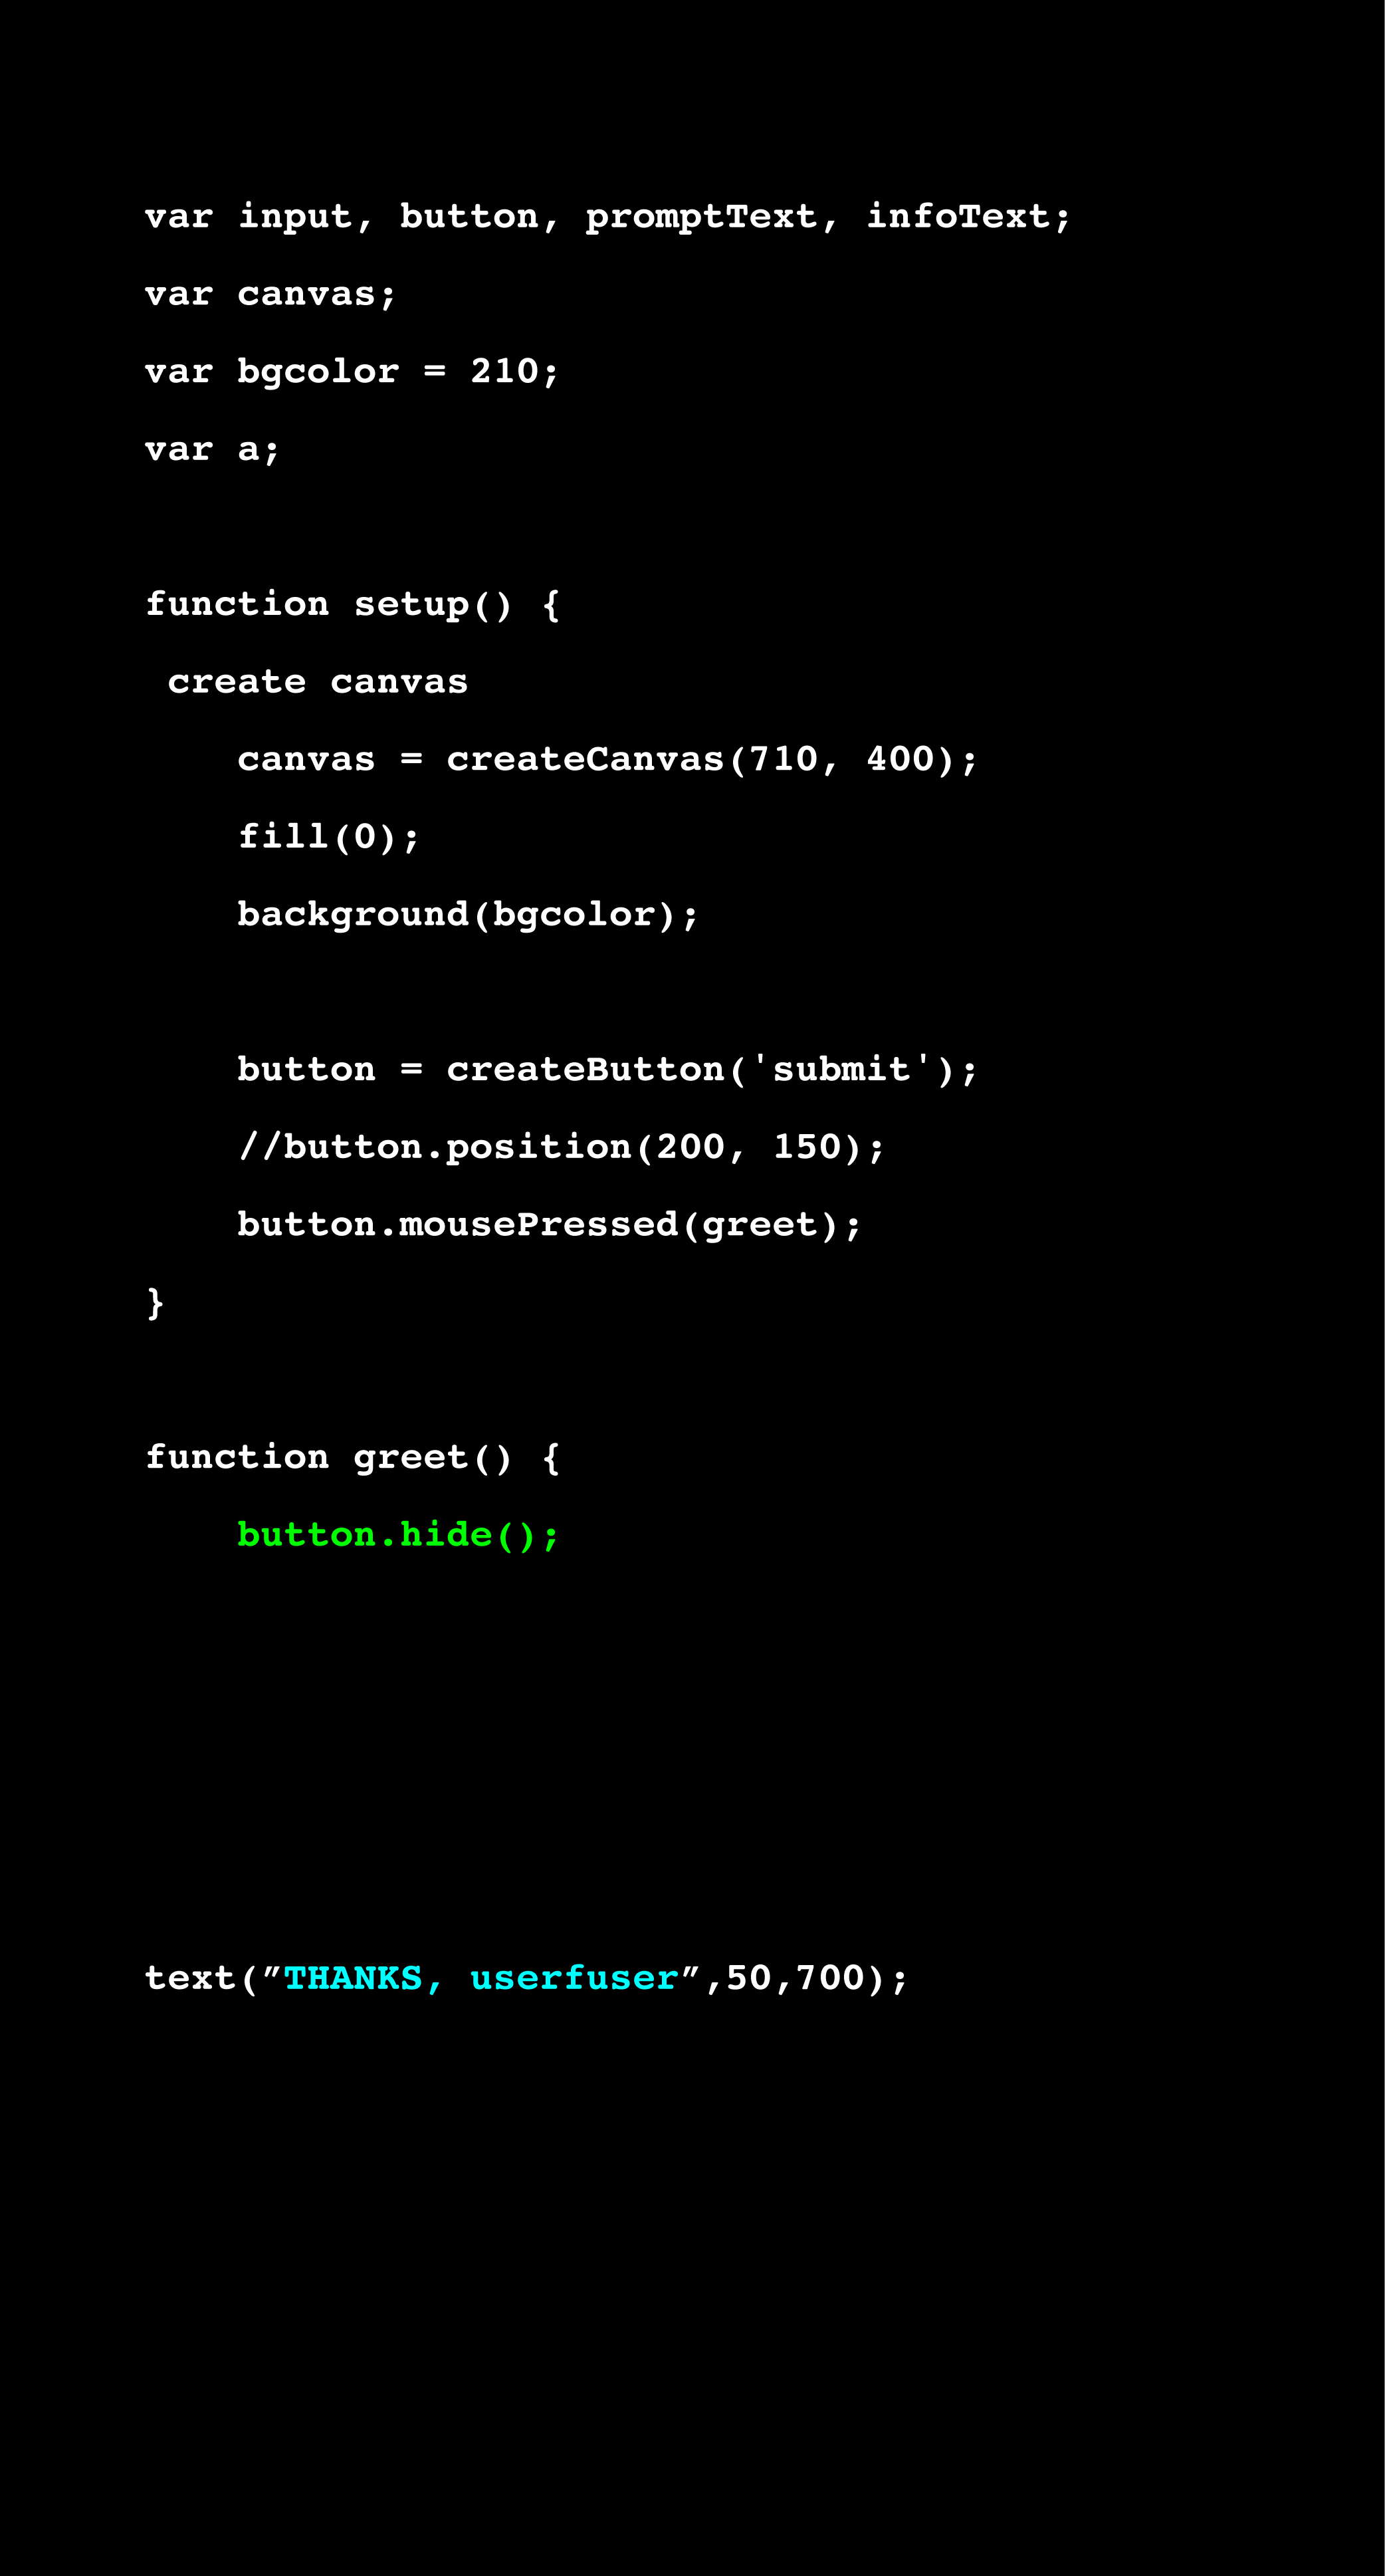 var input, button, promptText, infoText;
var canvas;
var bgcolor = 210;
var a;
function setup() {
create canvas
canvas = createCanvas(710, 400);
fill(0);
background(bgcolor);
button = createButton('submit');
//button.position(200, 150);
button.mousePressed(greet);
}
function greet() {
button.hide();
text(”THANKS, userfuser”,50,700);